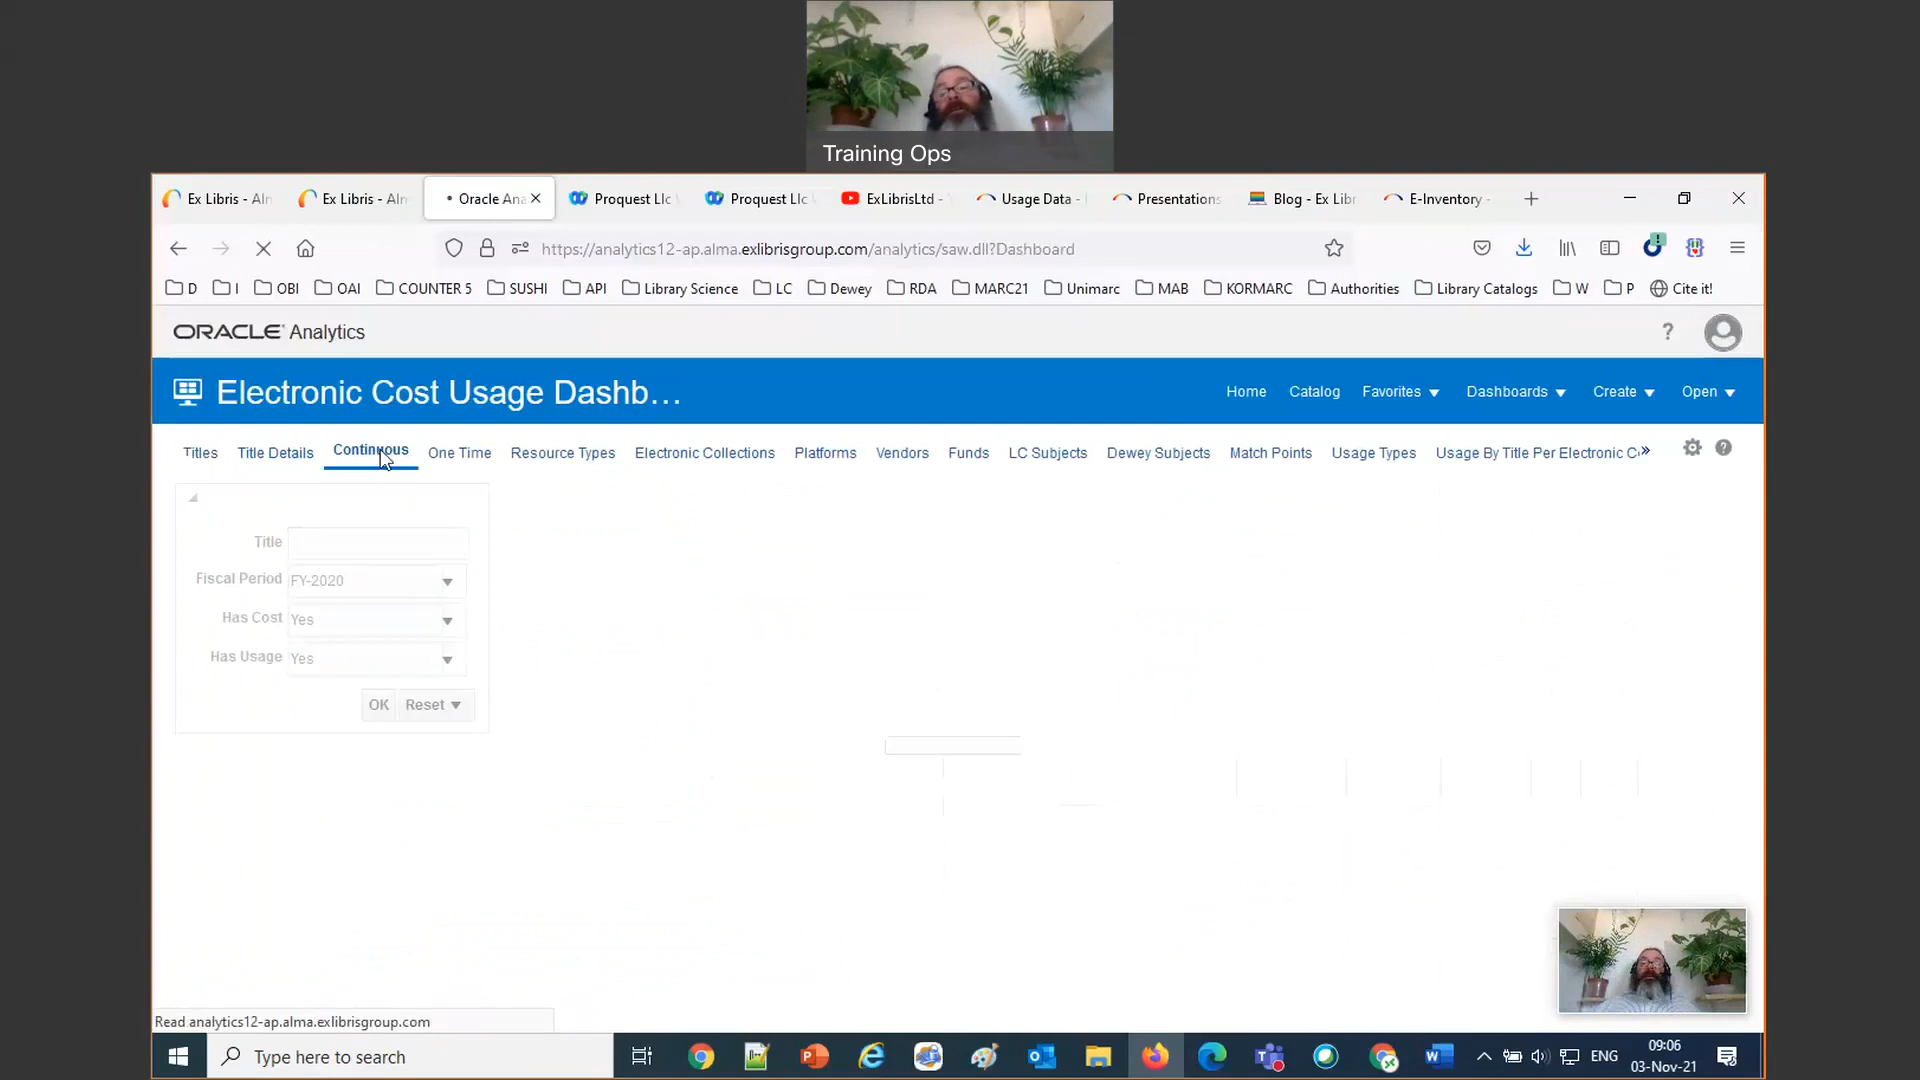 Training Ops
Ex Libris - Alm
Ex Libris - Alm
Oracle Ana
Proquest Llc
Proquest Llc
ExLibrisLtd -
Usage Data -
Presentations
Blog - Ex Libr
E-Inventory -
https://analytics12-ap.alma.exlibrisgroup.com/analytics/saw.dll?Dashboard
D
I
OBI
OAI
COUNTER 5
SUSHI
API
Library Science
LC
Dewey
RDA
MARC21
Unimarc
MAB
KORMARC
Authorities
Library Catalogs
W
P
Cite it!
ORACLE Analytics
Electronic Cost Usage Dashb...
Home
Catalog
Favorites
Dashboards
Create
Open
Titles
Title Details
Continuous
One Time
Resource Types
Electronic Collections
Platforms
Vendors
Funds
LC Subjects
Dewey Subjects
Match Points
Usage Types
Usage By Title Per Electronic C
Title
Fiscal Period FY-2020
Has Cost Yes
Has Usage Yes
OK Reset
Read analytics12-ap.alma.exlibrisgroup.com
Type here to search
ENG
09:06
03-Nov-21